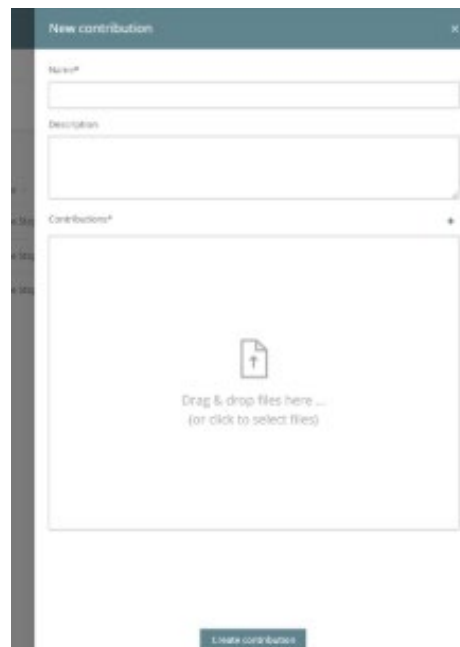 New contribution ×
Name*
Description
Contributions* +
Drag & drop files here ...
(or click to select files)
Create contribution